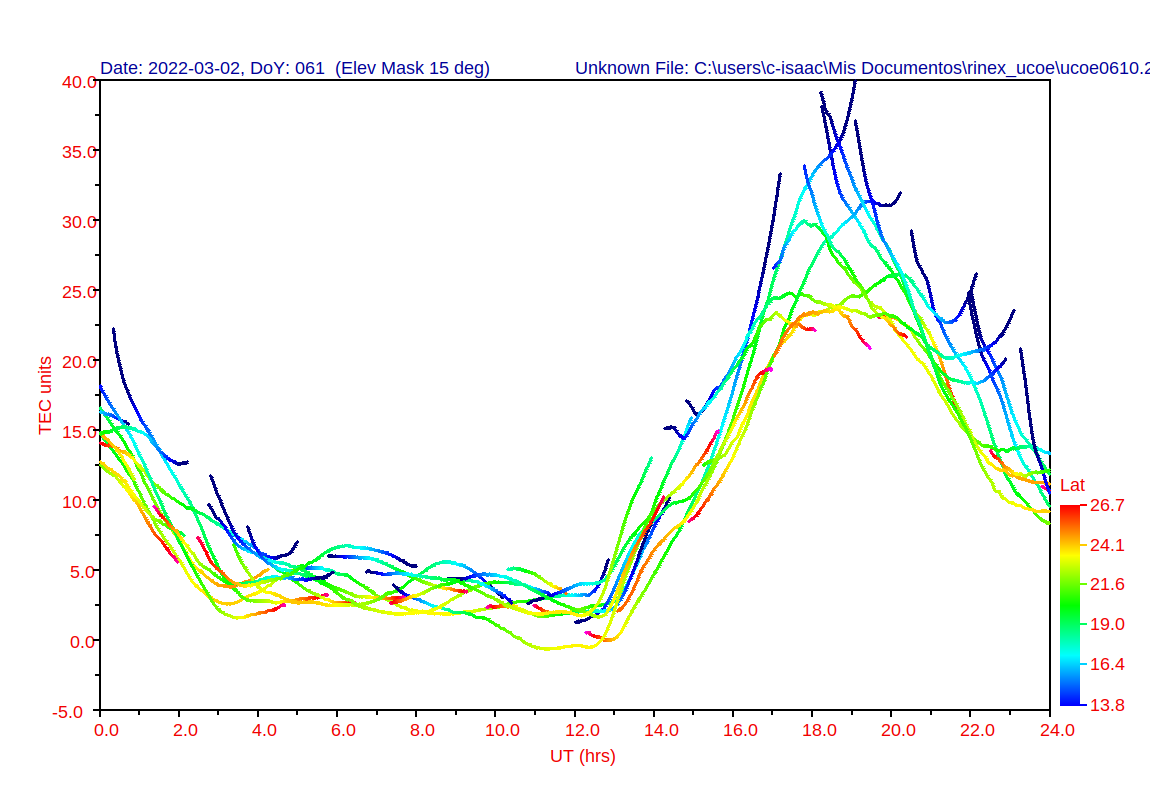 Date: 2022-03-02, DoY: 061  (Elev Mask 15 deg)
Unknown File: C:\users\c-isaac\Mis Documentos\rinex_ucoe\ucoe0610.2
40.0
35.0
30.0
25.0
20.0
15.0
10.0
5.0
0.0
-5.0
TEC units
0.0 2.0 4.0 6.0 8.0 10.0 12.0 14.0 16.0 18.0 20.0 22.0 24.0
UT (hrs)
Lat
26.7
24.1
21.6
19.0
16.4
13.8